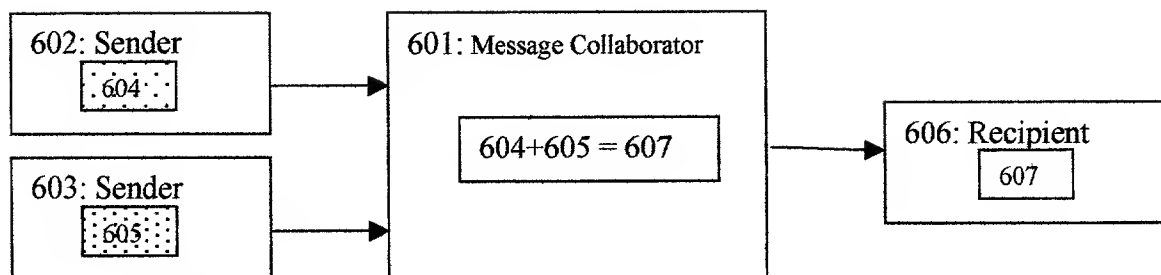 602: Sender
604
603: Sender
605
601: Message Collaborator
604+605 = 607
606: Recipient
607